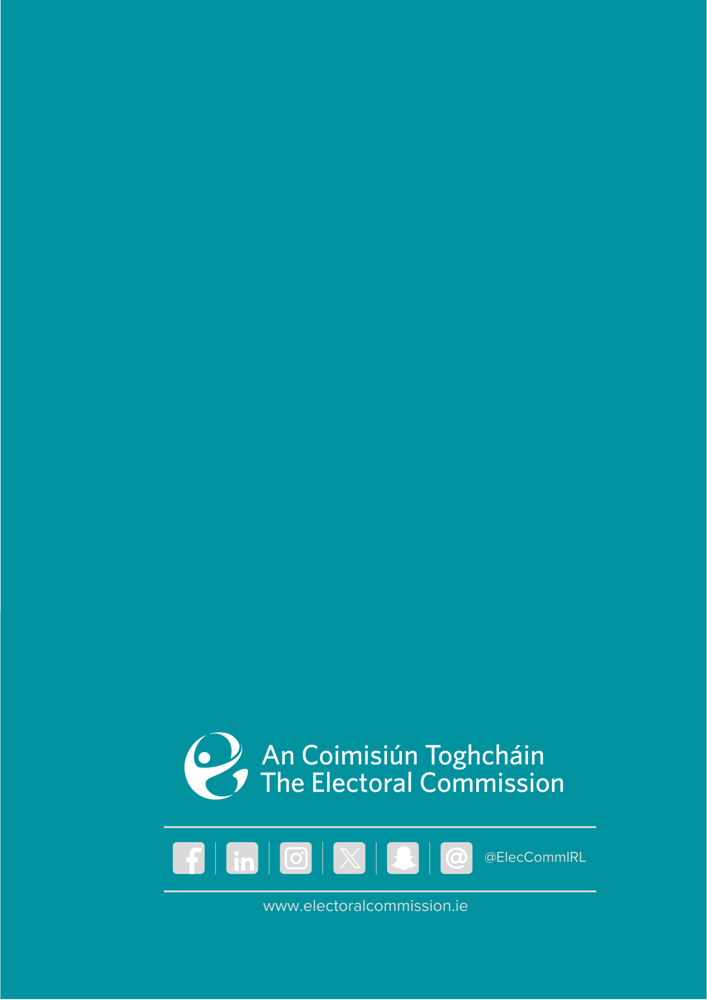 An Coimisiún Toghcháin
The Electoral Commission
@ElecCommIRL
www.electoralcommission.ie